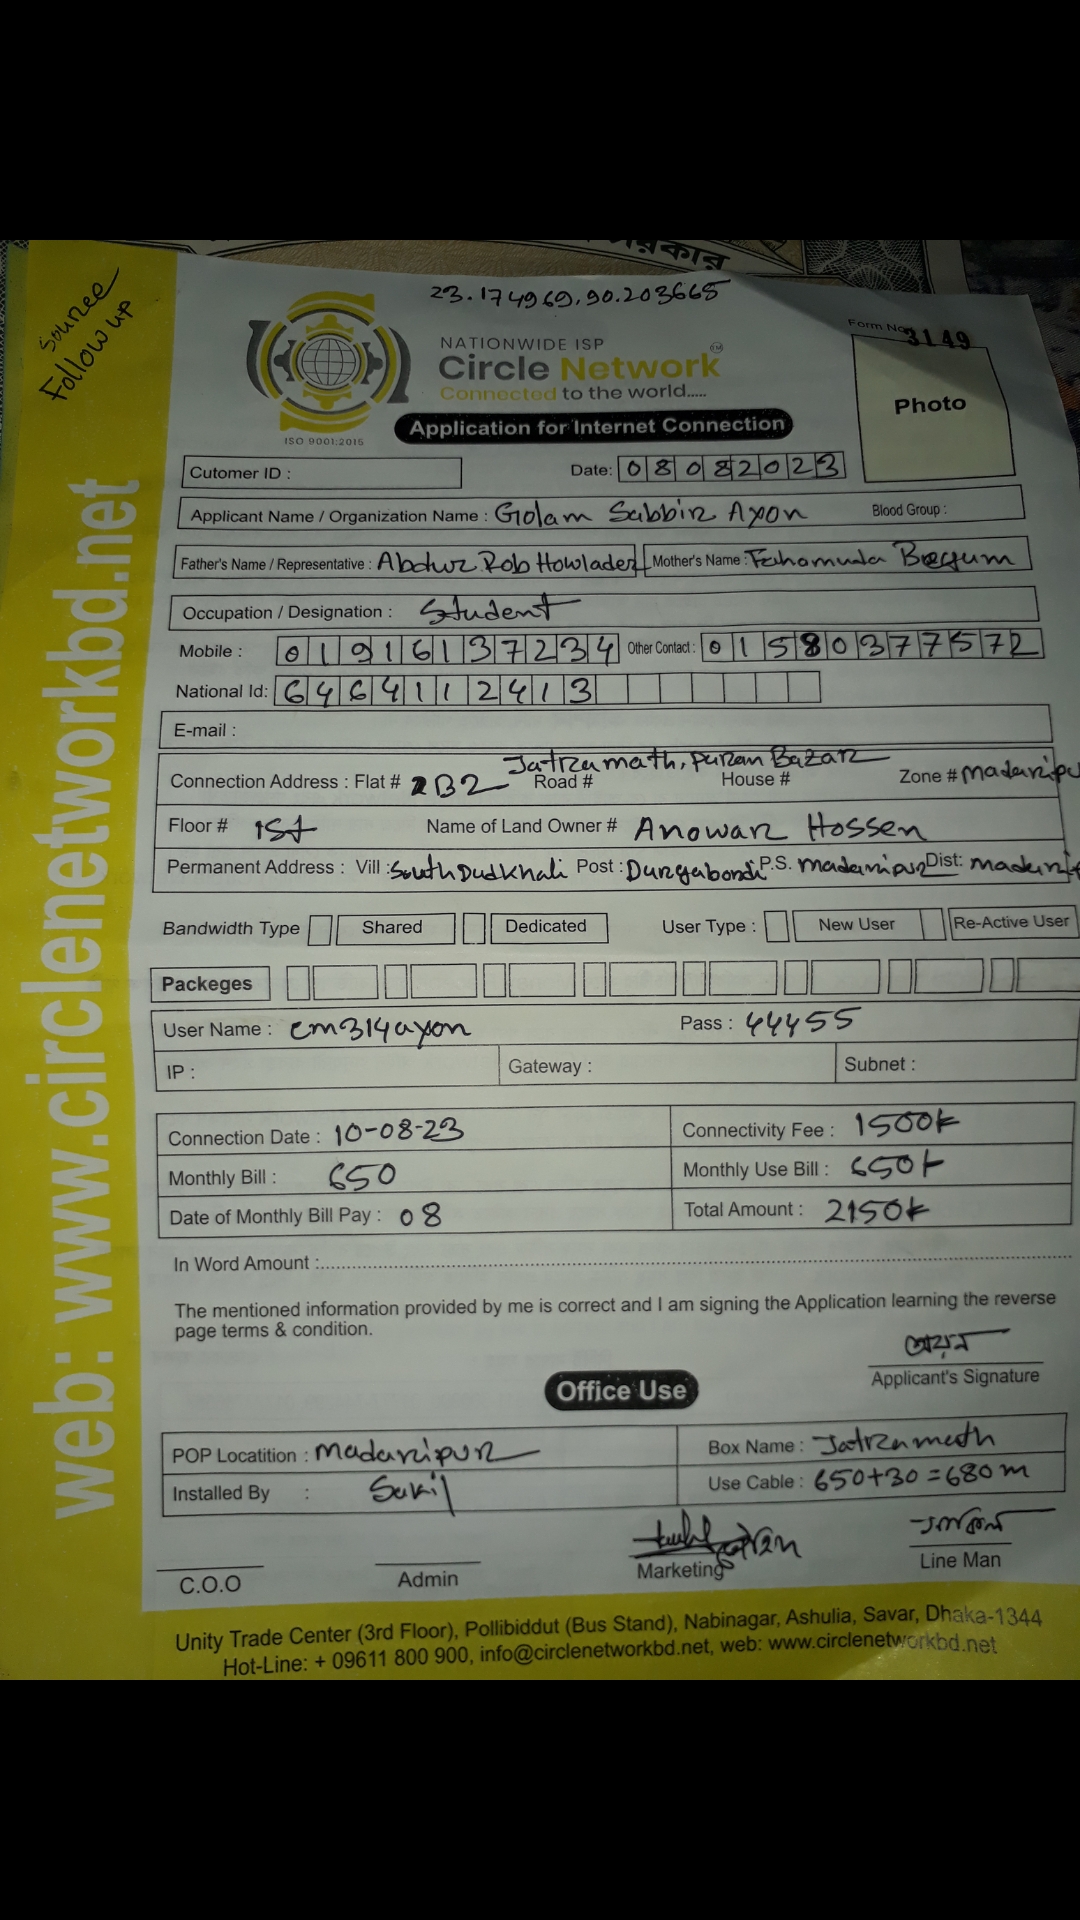 রকার
23.174969,90.203665
Source
Follow up
Form No
3149
NATIONWIDE ISP
Circle Network
TM
Connected to the world.....
ISO 9001:2015
Application for Internet Connection
Photo
Cutomer ID :
Date: 08082023
Applicant Name / Organization Name : Golam Sabbir Axon Blood Group :
Father's Name / Representative : Abdur Rob Howlader Mother's Name : Fahamuda Begum
Occupation / Designation : Student
Mobile : 01916137234 Other Contact : 01580377572
National Id: 6464112413
E-mail :
Jatramath, puran Bazar
Connection Address : Flat # 2B2 Road # House # Zone # madaripu
Floor # 1st Name of Land Owner # Anowar Hossen
Permanent Address : Vill : South Dudkhali Post : Durgabordi P.S. madaripur Dist: madarip
Bandwidth Type Shared Dedicated User Type : New User Re-Active User
Packeges
User Name : cm314axon Pass : 44455
IP : Gateway : Subnet :
Connection Date : 10-08-23 Connectivity Fee : 1500
Monthly Bill : 650 Monthly Use Bill : 650
Date of Monthly Bill Pay : 08 Total Amount : 2150
In Word Amount :
The mentioned information provided by me is correct and I am signing the Application learning the reverse
page terms & condition.
অয়ন
Applicant's Signature
Office Use
POP Locatition : madaripur Box Name : Jatramath
Installed By : Sakil Use Cable : 650+30=680m
C.O.O Admin Marketing Line Man
Unity Trade Center (3rd Floor), Pollibiddut (Bus Stand), Nabinagar, Ashulia, Savar, Dhaka-1344
Hot-Line: + 09611 800 900, info@circlenetworkbd.net, web: www.circlenetworkbd.net
web: www.circlenetworkbd.net